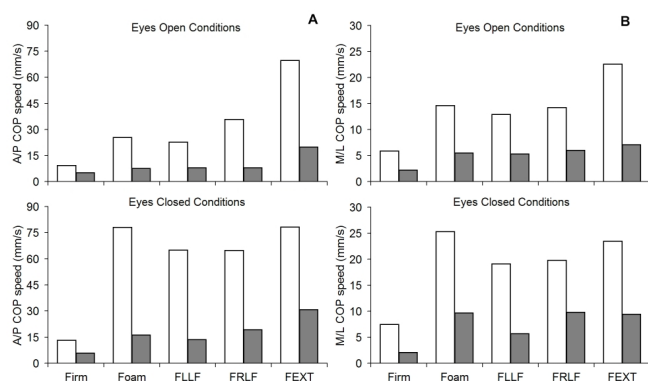 Eyes Open Conditions
A
A/P COP speed (mm/s)
90
75
60
45
30
15
0
Eyes Open Conditions
B
M/L COP speed (mm/s)
30
25
20
15
10
5
0
Eyes Closed Conditions
A/P COP speed (mm/s)
90
75
60
45
30
15
0
Firm Foam FLLF FRLF FEXT
Eyes Closed Conditions
M/L COP speed (mm/s)
30
25
20
15
10
5
0
Firm Foam FLLF FRLF FEXT